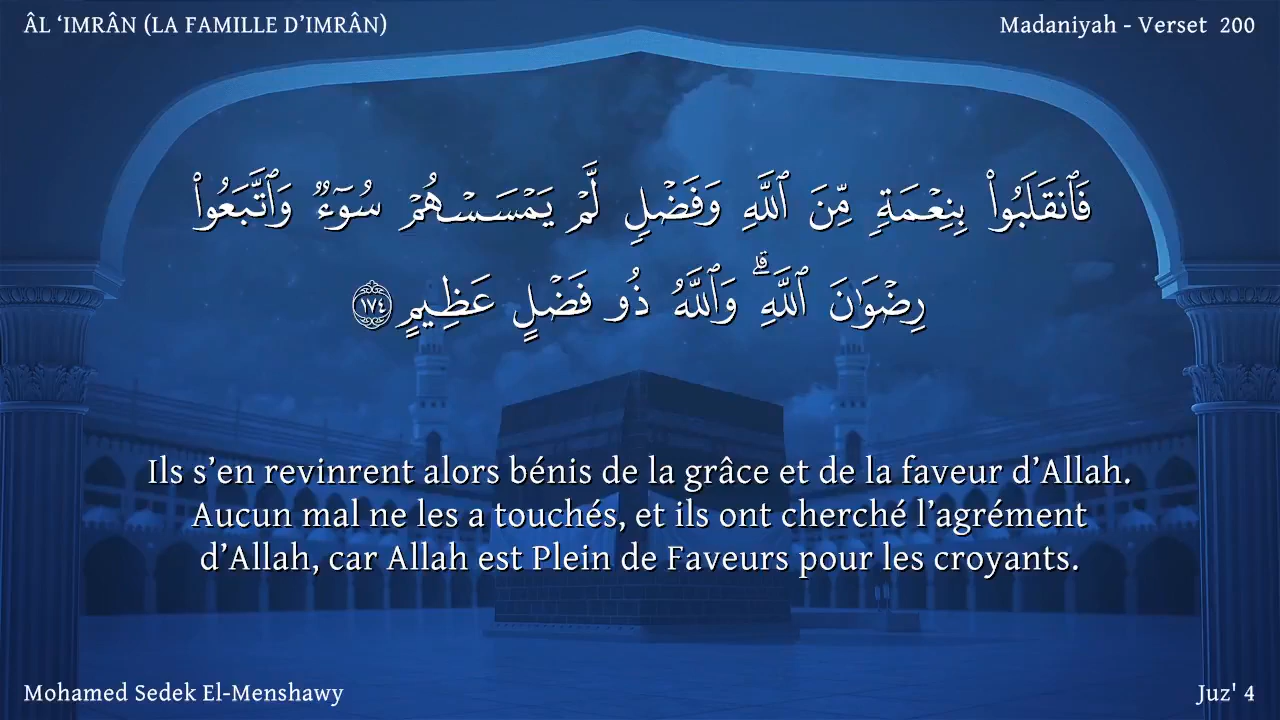 ÂL ‘IMRÂN (LA FAMILLE D’IMRÂN)
Madaniyah - Verset 200
فَٱنقَلَبُوا۟ بِنِعْمَةٍ مِّنَ ٱللَّهِ وَفَضْلٍ لَّمْ يَمْسَسْهُمْ سُوٓءٌ وَٱتَّبَعُوا۟
رِضْوَٰنَ ٱللَّهِ ۗ وَٱللَّهُ ذُو فَضْلٍ عَظِيمٍ ١٧٤
Ils s’en revinrent alors bénis de la grâce et de la faveur d’Allah.
Aucun mal ne les a touchés, et ils ont cherché l’agrément
d’Allah, car Allah est Plein de Faveurs pour les croyants.
Mohamed Sedek El-Menshawy
Juz' 4